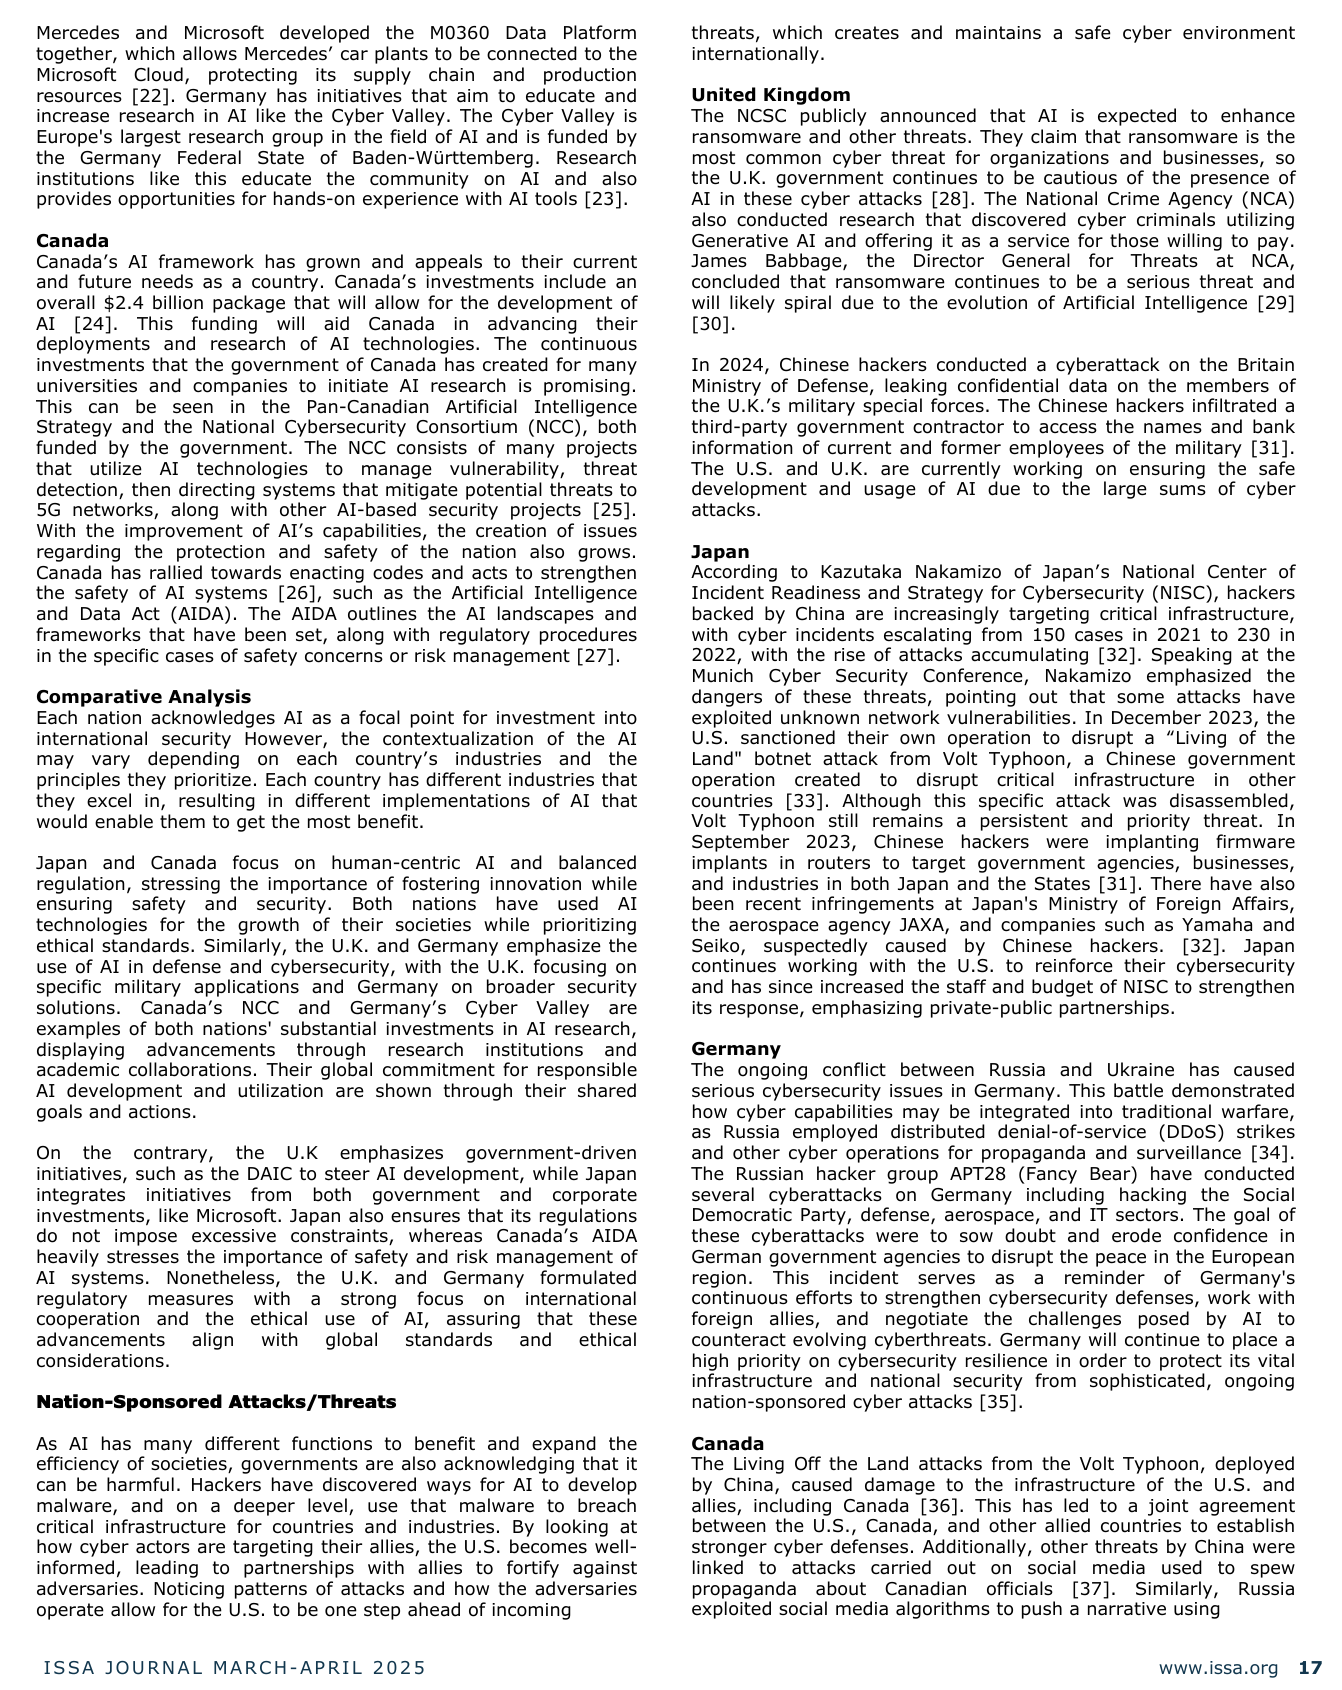 Mercedes and Microsoft developed the M0360 Data Platform
together, which allows Mercedes’ car plants to be connected to the
Microsoft Cloud, protecting its supply chain and production
resources [22]. Germany has initiatives that aim to educate and
increase research in AI like the Cyber Valley. The Cyber Valley is
Europe's largest research group in the field of AI and is funded by
the Germany Federal State of Baden-Württemberg. Research
institutions like this educate the community on AI and also
provides opportunities for hands-on experience with AI tools [23].
Canada
Canada’s AI framework has grown and appeals to their current
and future needs as a country. Canada’s investments include an
overall $2.4 billion package that will allow for the development of
AI [24]. This funding will aid Canada in advancing their
deployments and research of AI technologies. The continuous
investments that the government of Canada has created for many
universities and companies to initiate AI research is promising.
This can be seen in the Pan-Canadian Artificial Intelligence
Strategy and the National Cybersecurity Consortium (NCC), both
funded by the government. The NCC consists of many projects
that utilize AI technologies to manage vulnerability, threat
detection, then directing systems that mitigate potential threats to
5G networks, along with other AI-based security projects [25].
With the improvement of AI’s capabilities, the creation of issues
regarding the protection and safety of the nation also grows.
Canada has rallied towards enacting codes and acts to strengthen
the safety of AI systems [26], such as the Artificial Intelligence
and Data Act (AIDA). The AIDA outlines the AI landscapes and
frameworks that have been set, along with regulatory procedures
in the specific cases of safety concerns or risk management [27].
Comparative Analysis
Each nation acknowledges AI as a focal point for investment into
international security However, the contextualization of the AI
may vary depending on each country’s industries and the
principles they prioritize. Each country has different industries that
they excel in, resulting in different implementations of AI that
would enable them to get the most benefit.
Japan and Canada focus on human-centric AI and balanced
regulation, stressing the importance of fostering innovation while
ensuring safety and security. Both nations have used AI
technologies for the growth of their societies while prioritizing
ethical standards. Similarly, the U.K. and Germany emphasize the
use of AI in defense and cybersecurity, with the U.K. focusing on
specific military applications and Germany on broader security
solutions. Canada’s NCC and Germany’s Cyber Valley are
examples of both nations' substantial investments in AI research,
displaying advancements through research institutions and
academic collaborations. Their global commitment for responsible
AI development and utilization are shown through their shared
goals and actions.
On the contrary, the U.K emphasizes government-driven
initiatives, such as the DAIC to steer AI development, while Japan
integrates initiatives from both government and corporate
investments, like Microsoft. Japan also ensures that its regulations
do not impose excessive constraints, whereas Canada’s AIDA
heavily stresses the importance of safety and risk management of
AI systems. Nonetheless, the U.K. and Germany formulated
regulatory measures with a strong focus on international
cooperation and the ethical use of AI, assuring that these
advancements align with global standards and ethical
considerations.
Nation-Sponsored Attacks/Threats
As AI has many different functions to benefit and expand the
efficiency of societies, governments are also acknowledging that it
can be harmful. Hackers have discovered ways for AI to develop
malware, and on a deeper level, use that malware to breach
critical infrastructure for countries and industries. By looking at
how cyber actors are targeting their allies, the U.S. becomes well-
informed, leading to partnerships with allies to fortify against
adversaries. Noticing patterns of attacks and how the adversaries
operate allow for the U.S. to be one step ahead of incoming
threats, which creates and maintains a safe cyber environment
internationally.
United Kingdom
The NCSC publicly announced that AI is expected to enhance
ransomware and other threats. They claim that ransomware is the
most common cyber threat for organizations and businesses, so
the U.K. government continues to be cautious of the presence of
AI in these cyber attacks [28]. The National Crime Agency (NCA)
also conducted research that discovered cyber criminals utilizing
Generative AI and offering it as a service for those willing to pay.
James Babbage, the Director General for Threats at NCA,
concluded that ransomware continues to be a serious threat and
will likely spiral due to the evolution of Artificial Intelligence [29]
[30].
In 2024, Chinese hackers conducted a cyberattack on the Britain
Ministry of Defense, leaking confidential data on the members of
the U.K.’s military special forces. The Chinese hackers infiltrated a
third-party government contractor to access the names and bank
information of current and former employees of the military [31].
The U.S. and U.K. are currently working on ensuring the safe
development and usage of AI due to the large sums of cyber
attacks.
Japan
According to Kazutaka Nakamizo of Japan’s National Center of
Incident Readiness and Strategy for Cybersecurity (NISC), hackers
backed by China are increasingly targeting critical infrastructure,
with cyber incidents escalating from 150 cases in 2021 to 230 in
2022, with the rise of attacks accumulating [32]. Speaking at the
Munich Cyber Security Conference, Nakamizo emphasized the
dangers of these threats, pointing out that some attacks have
exploited unknown network vulnerabilities. In December 2023, the
U.S. sanctioned their own operation to disrupt a “Living of the
Land" botnet attack from Volt Typhoon, a Chinese government
operation created to disrupt critical infrastructure in other
countries [33]. Although this specific attack was disassembled,
Volt Typhoon still remains a persistent and priority threat. In
September 2023, Chinese hackers were implanting firmware
implants in routers to target government agencies, businesses,
and industries in both Japan and the States [31]. There have also
been recent infringements at Japan's Ministry of Foreign Affairs,
the aerospace agency JAXA, and companies such as Yamaha and
Seiko, suspectedly caused by Chinese hackers. [32]. Japan
continues working with the U.S. to reinforce their cybersecurity
and has since increased the staff and budget of NISC to strengthen
its response, emphasizing private-public partnerships.
Germany
The ongoing conflict between Russia and Ukraine has caused
serious cybersecurity issues in Germany. This battle demonstrated
how cyber capabilities may be integrated into traditional warfare,
as Russia employed distributed denial-of-service (DDoS) strikes
and other cyber operations for propaganda and surveillance [34].
The Russian hacker group APT28 (Fancy Bear) have conducted
several cyberattacks on Germany including hacking the Social
Democratic Party, defense, aerospace, and IT sectors. The goal of
these cyberattacks were to sow doubt and erode confidence in
German government agencies to disrupt the peace in the European
region. This incident serves as a reminder of Germany's
continuous efforts to strengthen cybersecurity defenses, work with
foreign allies, and negotiate the challenges posed by AI to
counteract evolving cyberthreats. Germany will continue to place a
high priority on cybersecurity resilience in order to protect its vital
infrastructure and national security from sophisticated, ongoing
nation-sponsored cyber attacks [35].
Canada
The Living Off the Land attacks from the Volt Typhoon, deployed
by China, caused damage to the infrastructure of the U.S. and
allies, including Canada [36]. This has led to a joint agreement
between the U.S., Canada, and other allied countries to establish
stronger cyber defenses. Additionally, other threats by China were
linked to attacks carried out on social media used to spew
propaganda about Canadian officials [37]. Similarly, Russia
exploited social media algorithms to push a narrative using
ISSA JOURNAL MARCH-APRIL 2025
www.issa.org 17